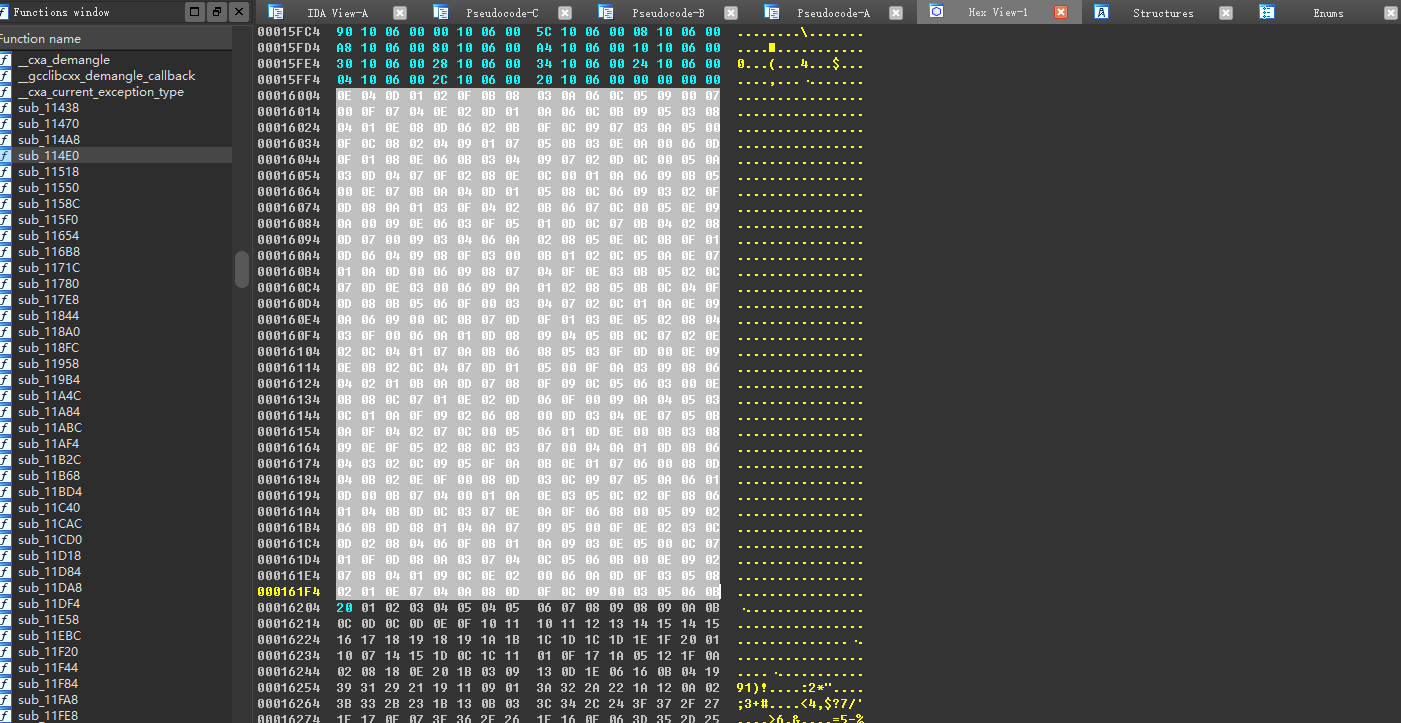 Functions window
IDA View-A
Pseudocode-C
Pseudocode-B
Pseudocode-A
Hex View-1
Structures
Enums
Function name
__cxa_demangle
__gcclibcxx_demangle_callback
__cxa_current_exception_type
sub_11438
sub_11470
sub_114A8
sub_114E0
sub_11518
sub_11550
sub_1158C
sub_115F0
sub_11654
sub_116B8
sub_1171C
sub_11780
sub_117E8
sub_11844
sub_118A0
sub_118FC
sub_11958
sub_119B4
sub_11A4C
sub_11A84
sub_11ABC
sub_11AF4
sub_11B2C
sub_11B68
sub_11BD4
sub_11C40
sub_11CAC
sub_11CD0
sub_11D18
sub_11D84
sub_11DA8
sub_11DF4
sub_11E58
sub_11EBC
sub_11F20
sub_11F44
sub_11F84
sub_11FA8
sub_11FE8
00015FC4 90 10 06 00 00 10 06 00 5C 10 06 00 08 10 06 00 ........\.......
00015FD4 A8 10 06 00 80 10 06 00 A4 10 06 00 10 10 06 00
00015FE4 30 10 06 00 28 10 06 00 34 10 06 00 24 10 06 00 0...(...4...$...
00015FF4 04 10 06 00 2C 10 06 00 20 10 06 00 00 00 00 00 ....,... .......
00016004 0E 04 0D 01 02 0F 0B 08 03 0A 06 0C 05 09 00 07 ................
00016014 00 0F 07 04 0E 02 0D 01 0A 06 0C 0B 09 05 03 08 ................
00016024 04 01 0E 08 0D 06 02 0B 0F 0C 09 07 03 0A 05 00 ................
00016034 0F 0C 08 02 04 09 01 07 05 0B 03 0E 0A 00 06 0D ................
00016044 0F 01 08 0E 06 0B 03 04 09 07 02 0D 0C 00 05 0A ................
00016054 03 0D 04 07 0F 02 08 0E 0C 00 01 0A 06 09 0B 05 ................
00016064 00 0E 07 0B 0A 04 0D 01 05 08 0C 06 09 03 02 0F ................
00016074 0D 08 0A 01 03 0F 04 02 0B 06 07 0C 00 05 0E 09 ................
00016084 0A 00 09 0E 06 03 0F 05 01 0D 0C 07 0B 04 02 08 ................
00016094 0D 07 00 09 03 04 06 0A 02 08 05 0E 0C 0B 0F 01 ................
000160A4 0D 06 04 09 08 0F 03 00 0B 01 02 0C 05 0A 0E 07 ................
000160B4 01 0A 0D 00 06 09 08 07 04 0F 0E 03 0B 05 02 0C ................
000160C4 07 0D 0E 03 00 06 09 0A 01 02 08 05 0B 0C 04 0F ................
000160D4 0D 08 0B 05 06 0F 00 03 04 07 02 0C 01 0A 0E 09 ................
000160E4 0A 06 09 00 0C 0B 07 0D 0F 01 03 0E 05 02 08 04 ................
000160F4 03 0F 00 06 0A 01 0D 08 09 04 05 0B 0C 07 02 0E ................
00016104 02 0C 04 01 07 0A 0B 06 08 05 03 0F 0D 00 0E 09 ................
00016114 0E 0B 02 0C 04 07 0D 01 05 00 0F 0A 03 09 08 06 ................
00016124 04 02 01 0B 0A 0D 07 08 0F 09 0C 05 06 03 00 0E ................
00016134 0B 08 0C 07 01 0E 02 0D 06 0F 00 09 0A 04 05 03 ................
00016144 0C 01 0A 0F 09 02 06 08 00 0D 03 04 0E 07 05 0B ................
00016154 0A 0F 04 02 07 0C 00 05 06 01 0D 0E 00 0B 03 08 ................
00016164 09 0E 0F 05 02 08 0C 03 07 00 04 0A 01 0D 0B 06 ................
00016174 04 03 02 0C 09 05 0F 0A 0B 0E 01 07 06 00 08 0D ................
00016184 04 0B 02 0E 0F 00 08 0D 03 0C 09 07 05 0A 06 01 ................
00016194 0D 00 0B 07 04 00 01 0A 0E 03 05 0C 02 0F 08 06 ................
000161A4 01 04 0B 0D 0C 03 07 0E 0A 0F 06 08 00 05 09 02 ................
000161B4 06 0B 0D 08 01 04 0A 07 09 05 00 0F 0E 02 03 0C ................
000161C4 0D 02 08 04 06 0F 0B 01 0A 09 03 0E 05 00 0C 07 ................
000161D4 01 0F 0D 08 0A 03 07 04 0C 05 06 0B 00 0E 09 02 ................
000161E4 07 0B 04 01 09 0C 0E 02 00 06 0A 0D 0F 03 05 08 ................
000161F4 02 01 0E 07 04 0A 08 0D 0F 0C 09 00 03 05 06 0B ................
00016204 20 01 02 03 04 05 04 05 06 07 08 09 08 09 0A 0B  ...............
00016214 0C 0D 0C 0D 0E 0F 10 11 10 11 12 13 14 15 14 15 ................
00016224 16 17 18 19 18 19 1A 1B 1C 1D 1C 1D 1E 1F 20 01 .............. .
00016234 10 07 14 15 1D 0C 1C 11 01 0F 17 1A 05 12 1F 0A ................
00016244 02 08 18 0E 20 1B 03 09 13 0D 1E 06 16 0B 04 19 .... ...........
00016254 39 31 29 21 19 11 09 01 3A 32 2A 22 1A 12 0A 02 91)!....:2*"....
00016264 3B 33 2B 23 1B 13 0B 03 3C 34 2C 24 3F 37 2F 27 ;3+#....<4,$?7/'
00016274 1F 17 0F 07 3E 36 2E 26 1E 16 0E 06 3D 35 2D 25 ....>6.&....=5-%